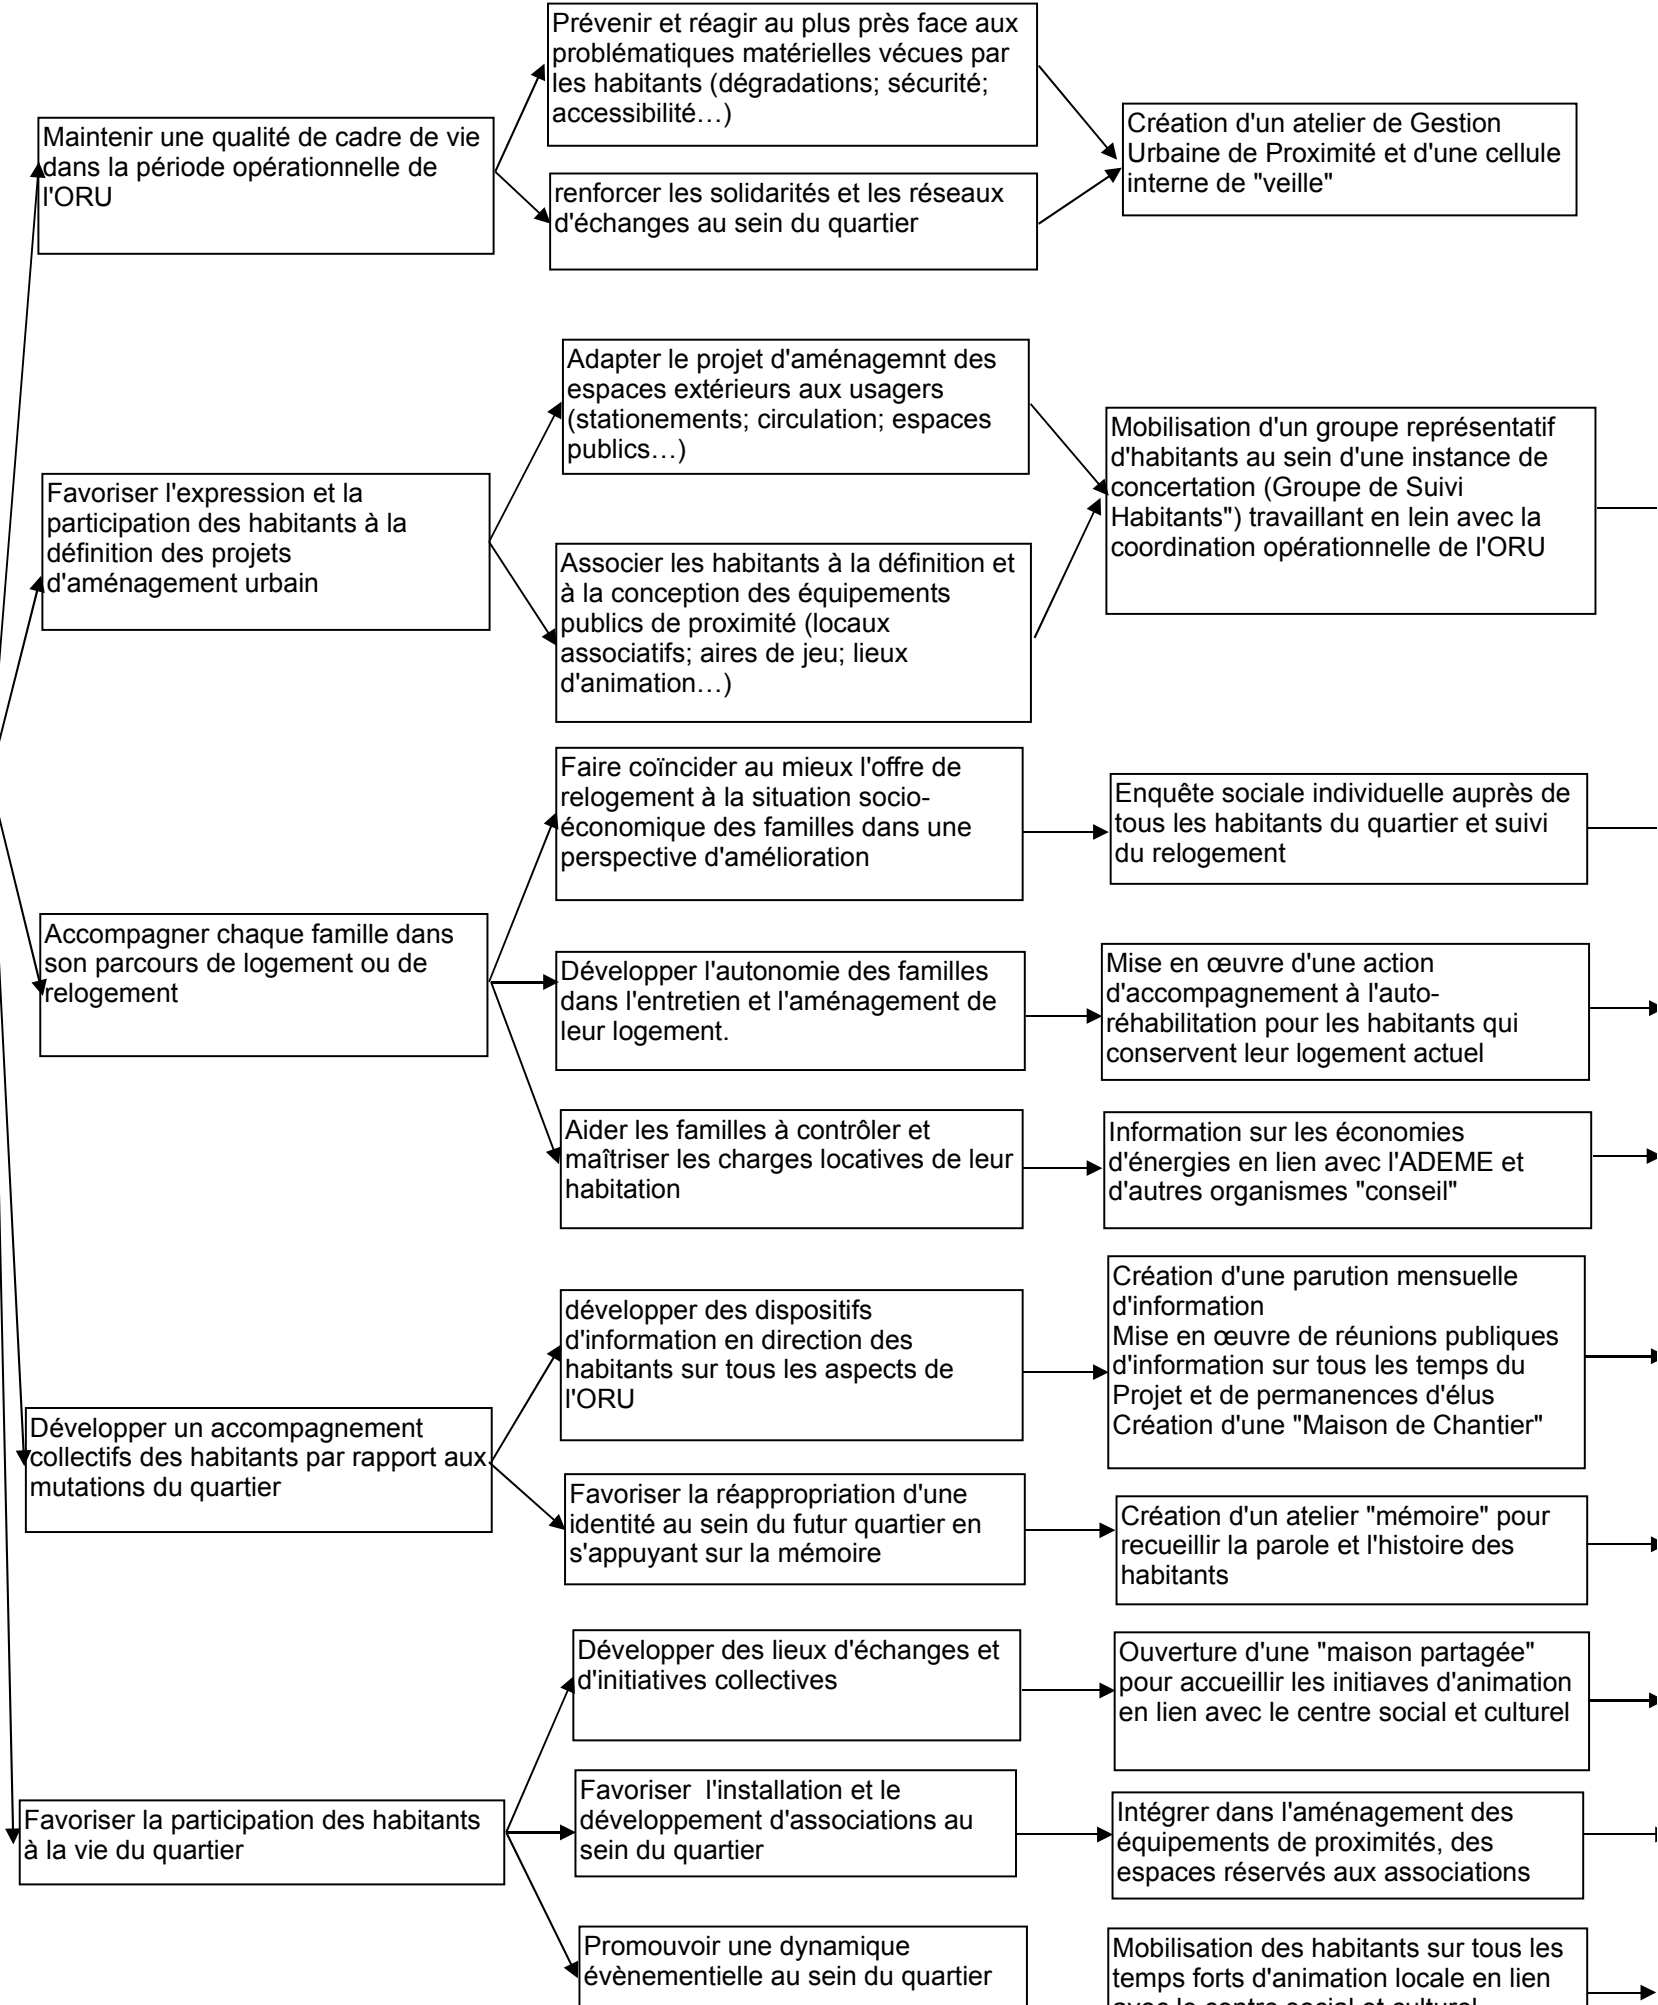 Prévenir et réagir au plus près face aux
problématiques matérielles vécues par
les habitants (dégradations; sécurité;
accessibilité…)
Maintenir une qualité de cadre de vie
dans la période opérationnelle de
l'ORU
Création d'un atelier de Gestion
Urbaine de Proximité et d'une cellule
interne de "veille"
renforcer les solidarités et les réseaux
d'échanges au sein du quartier
Adapter le projet d'aménagemnt des
espaces extérieurs aux usagers
(stationements; circulation; espaces
publics…)
Favoriser l'expression et la
participation des habitants à la
définition des projets
d'aménagement urbain
Mobilisation d'un groupe représentatif
d'habitants au sein d'une instance de
concertation (Groupe de Suivi
Habitants") travaillant en lein avec la
coordination opérationnelle de l'ORU
Associer les habitants à la définition et
à la conception des équipements
publics de proximité (locaux
associatifs; aires de jeu; lieux
d'animation…)
Faire coïncider au mieux l'offre de
relogement à la situation socio-
économique des familles dans une
perspective d'amélioration
Enquête sociale individuelle auprès de
tous les habitants du quartier et suivi
du relogement
Accompagner chaque famille dans
son parcours de logement ou de
relogement
Développer l'autonomie des familles
dans l'entretien et l'aménagement de
leur logement.
Mise en œuvre d'une action
d'accompagnement à l'auto-
réhabilitation pour les habitants qui
conservent leur logement actuel
Aider les familles à contrôler et
maîtriser les charges locatives de leur
habitation
Information sur les économies
d'énergies en lien avec l'ADEME et
d'autres organismes "conseil"
développer des dispositifs
d'information en direction des
habitants sur tous les aspects de
l'ORU
Création d'une parution mensuelle
d'information
Mise en œuvre de réunions publiques
d'information sur tous les temps du
Projet et de permanences d'élus
Création d'une "Maison de Chantier"
Développer un accompagnement
collectifs des habitants par rapport aux
mutations du quartier
Favoriser la réappropriation d'une
identité au sein du futur quartier en
s'appuyant sur la mémoire
Création d'un atelier "mémoire" pour
recueillir la parole et l'histoire des
habitants
Développer des lieux d'échanges et
d'initiatives collectives
Ouverture d'une "maison partagée"
pour accueillir les initiaves d'animation
en lien avec le centre social et culturel
Favoriser la participation des habitants
à la vie du quartier
Favoriser  l'installation et le
développement d'associations au
sein du quartier
Intégrer dans l'aménagement des
équipements de proximités, des
espaces réservés aux associations
Promouvoir une dynamique
évènementielle au sein du quartier
Mobilisation des habitants sur tous les
temps forts d'animation locale en lien
avec le centre social et culturel